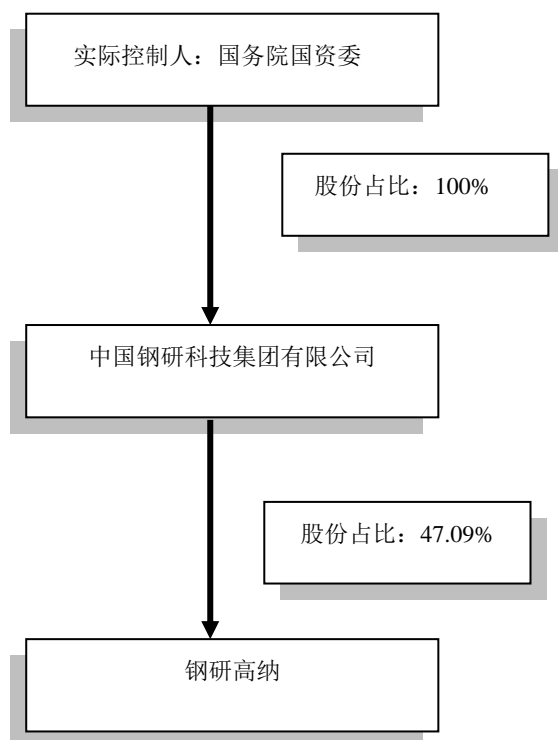 实际控制人：国务院国资委
股份占比：100%
中国钢研科技集团有限公司
股份占比：47.09%
钢研高纳